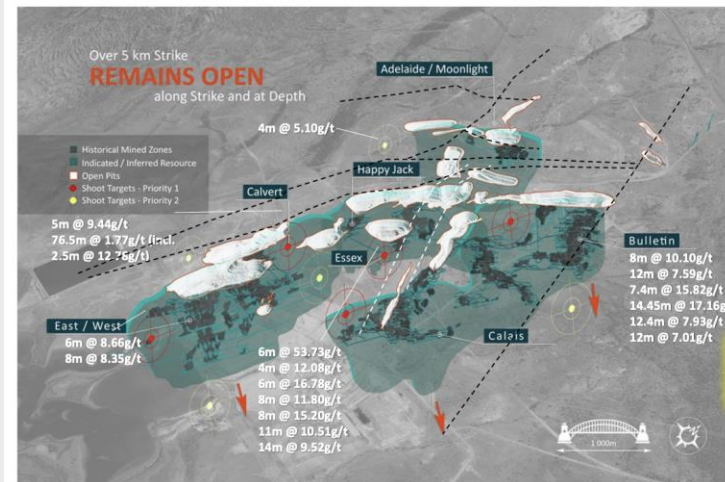 Over 5 km Strike
REMAINS OPEN
along Strike and at Depth
Adelaide / Moonlight
4m @ 5.10g/t
Historical Mined Zones
Indicated / Inferred Resource
Open Pits
Shoot Targets - Priority 1
Shoot Targets - Priority 2
Happy Jack
Calvert
5m @ 9.44g/t
76.5m @ 1.77g/t (incl.
2.5m @ 12.76g/t)
Essex
Bulletin
8m @ 10.10g/t
12m @ 7.59g/t
7.4m @ 15.82g/t
14.45m @ 17.16g
12.4m @ 7.93g/t
12m @ 7.01g/t
East / West
6m @ 8.66g/t
8m @ 8.35g/t
Calais
6m @ 53.73g/t
4m @ 12.08g/t
6m @ 16.78g/t
8m @ 11.80g/t
8m @ 15.20g/t
11m @ 10.51g/t
14m @ 9.52g/t
1 000m